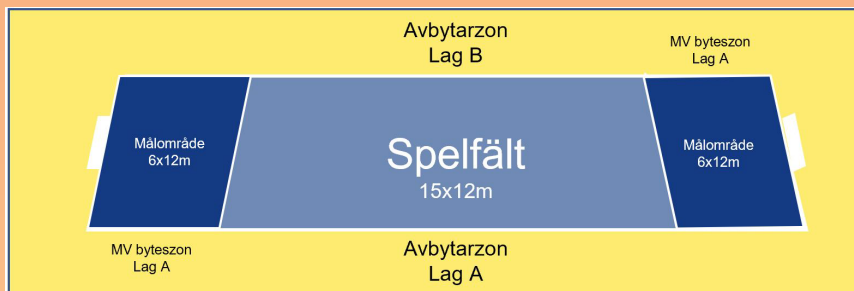 Avbytarzon
Lag B
MV byteszon
Lag A
Målområde
6x12m
Spelfält
15x12m
Målområde
6x12m
MV byteszon
Lag A
Avbytarzon
Lag A